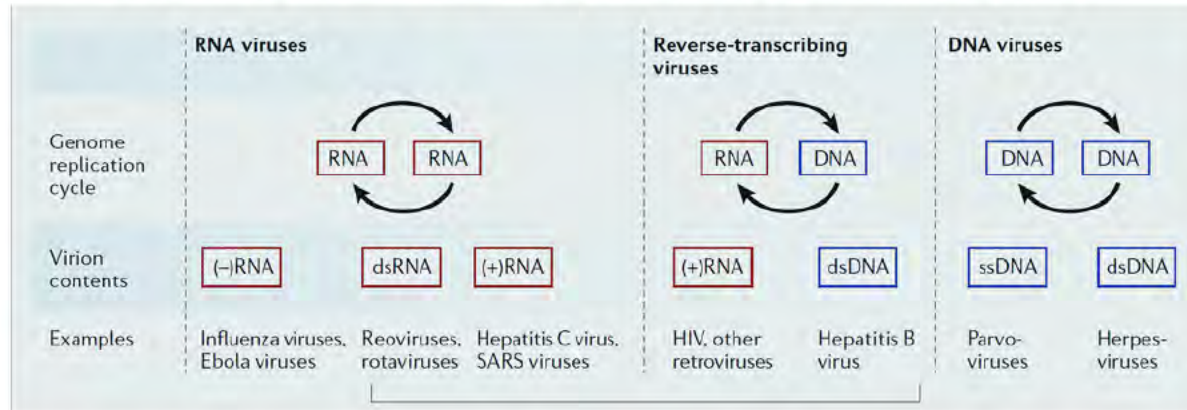 RNA viruses
Reverse-transcribing
viruses
DNA viruses
Genome
replication
cycle
RNA RNA RNA DNA DNA DNA
Virion
contents
(–)RNA dsRNA (+)RNA (+)RNA dsDNA ssDNA dsDNA
Examples
Influenza viruses,
Ebola viruses
Reoviruses,
rotaviruses
Hepatitis C virus,
SARS viruses
HIV, other
retroviruses
Hepatitis B
virus
Parvo-
viruses
Herpes-
viruses